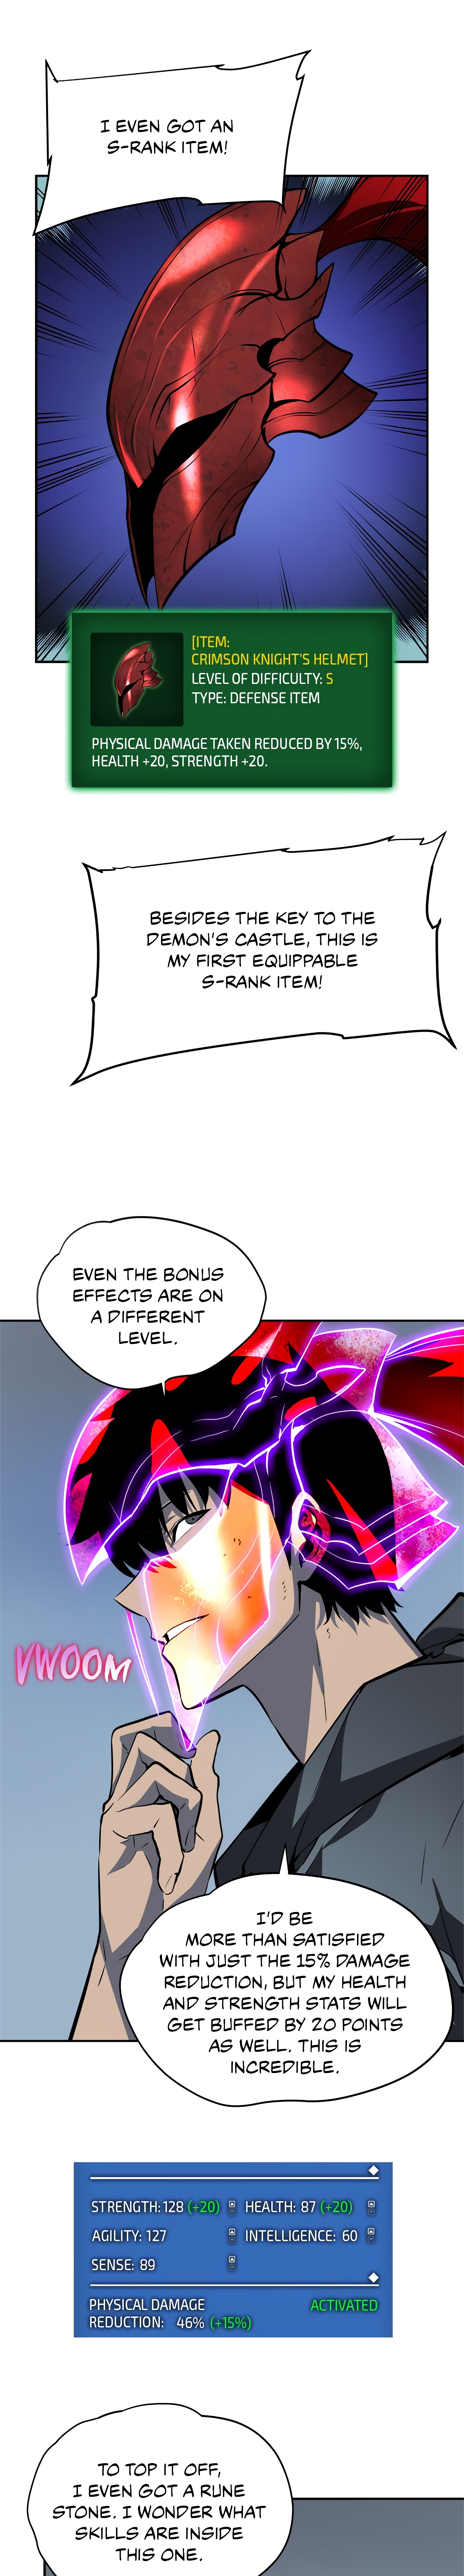 I EVEN GOT AN
S-RANK ITEM!
[ITEM:
CRIMSON KNIGHT'S HELMET]
LEVEL OF DIFFICULTY: S
TYPE: DEFENSE ITEM
PHYSICAL DAMAGE TAKEN REDUCED BY 15%,
HEALTH +20, STRENGTH +20.
BESIDES THE KEY TO THE
DEMON'S CASTLE, THIS IS
MY FIRST EQUIPPABLE
S-RANK ITEM!
EVEN THE BONUS
EFFECTS ARE ON
A DIFFERENT
LEVEL.
VWOOM
I'D BE
MORE THAN SATISFIED
WITH JUST THE 15% DAMAGE
REDUCTION, BUT MY HEALTH
AND STRENGTH STATS WILL
GET BUFFED BY 20 POINTS
AS WELL. THIS IS
INCREDIBLE.
STRENGTH: 128 (+20) HEALTH: 87 (+20)
AGILITY: 127 INTELLIGENCE: 60
SENSE: 89
PHYSICAL DAMAGE ACTIVATED
REDUCTION: 46% (+15%)
TO TOP IT OFF,
I EVEN GOT A RUNE
STONE. I WONDER WHAT
SKILLS ARE INSIDE
THIS ONE.